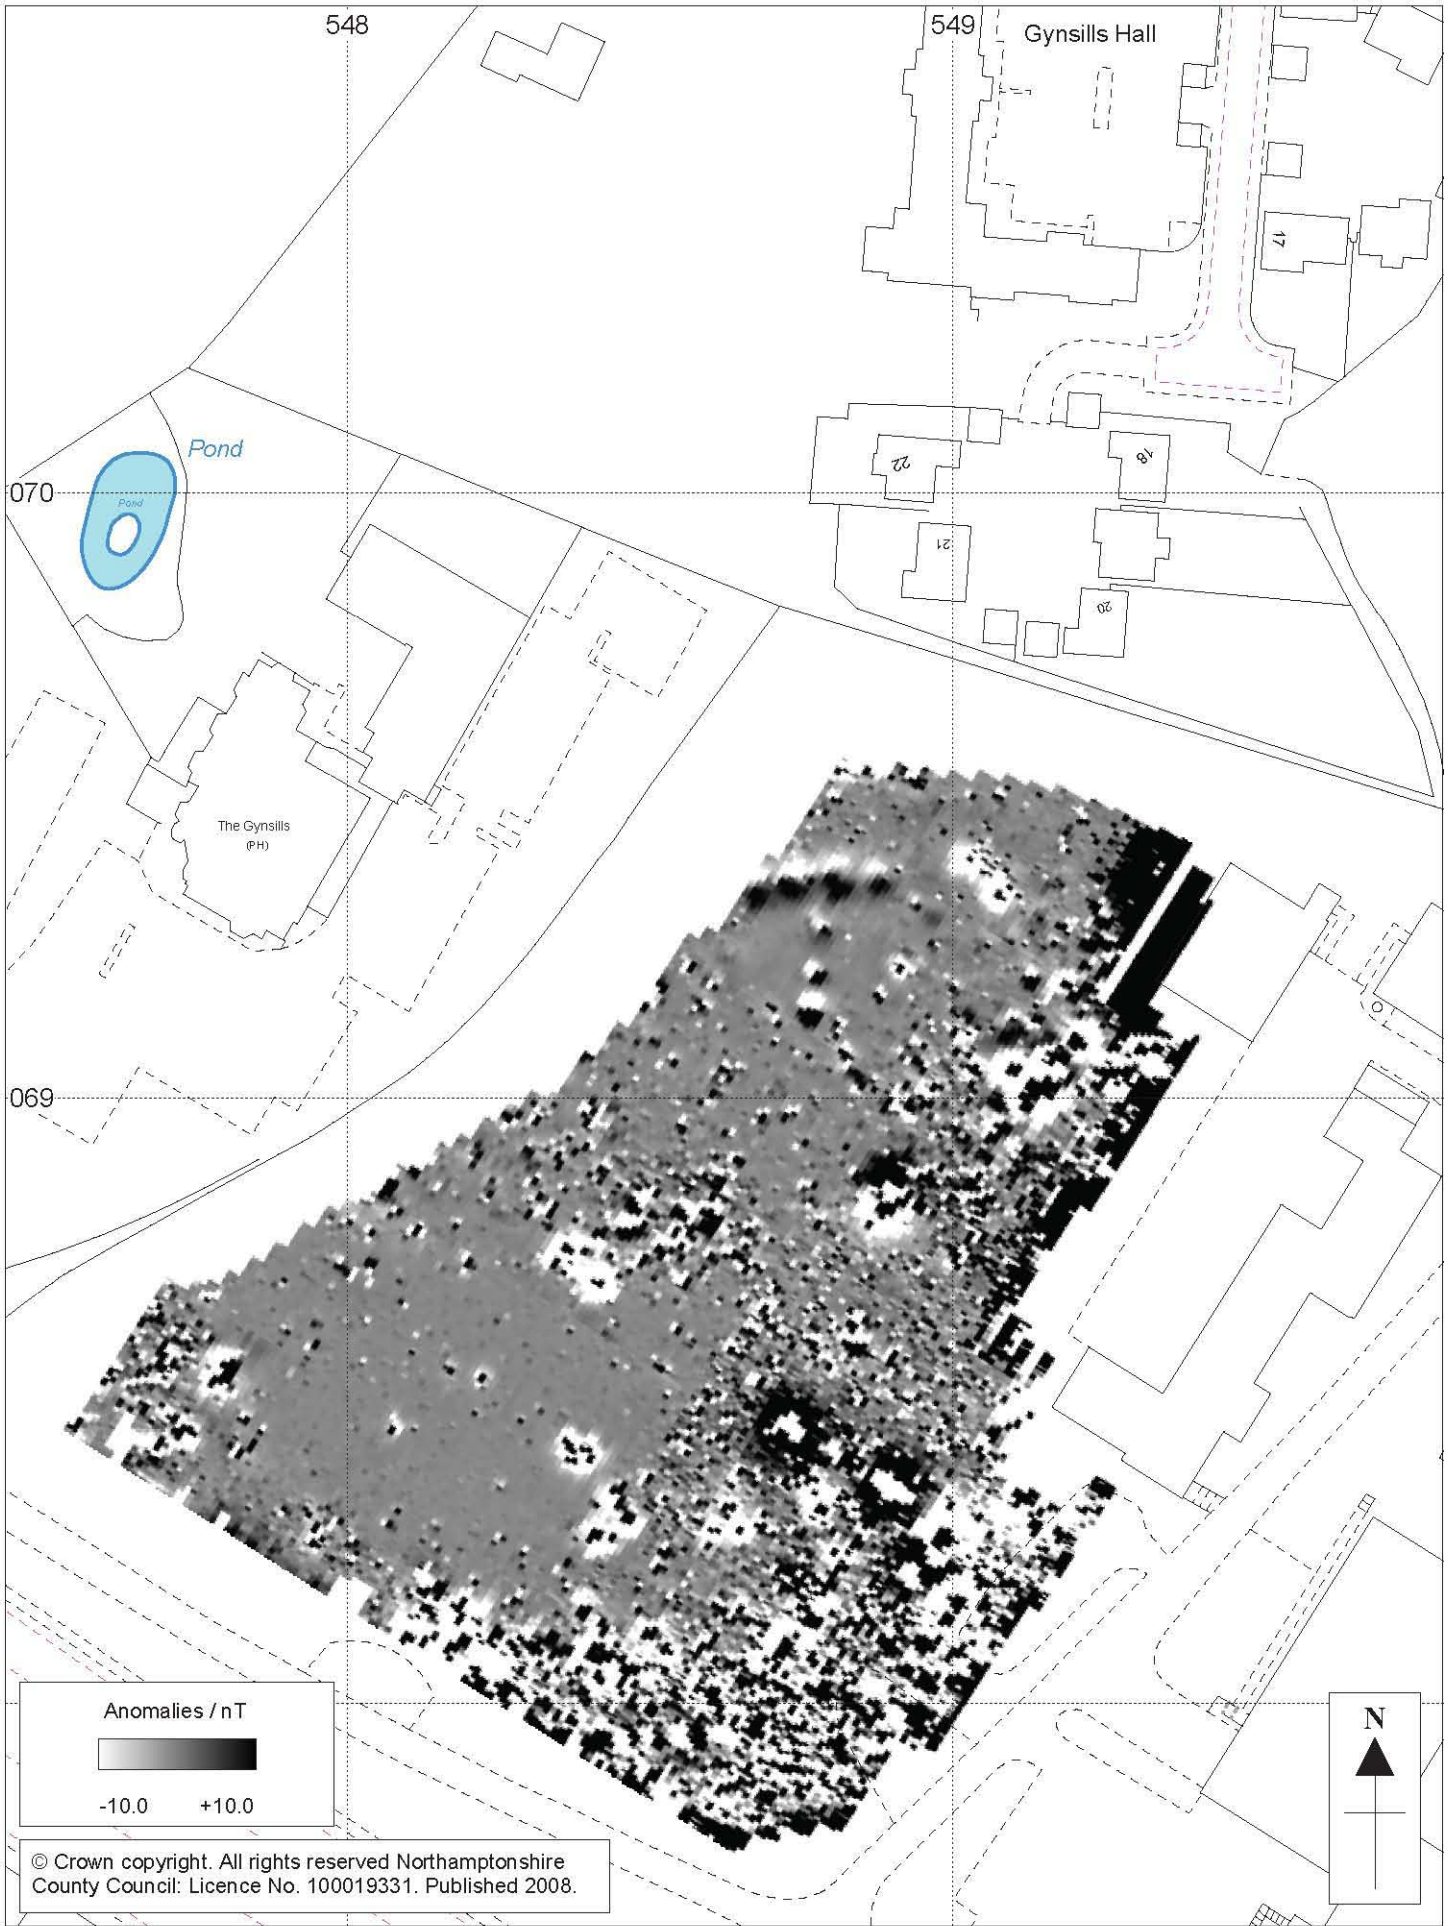 548
549
Gynsills Hall
17
Pond
22
18
070
Pond
21
20
The Gynsills
(PH)
069
Anomalies / nT
-10.0 +10.0
N
© Crown copyright. All rights reserved Northamptonshire
County Council: Licence No. 100019331. Published 2008.